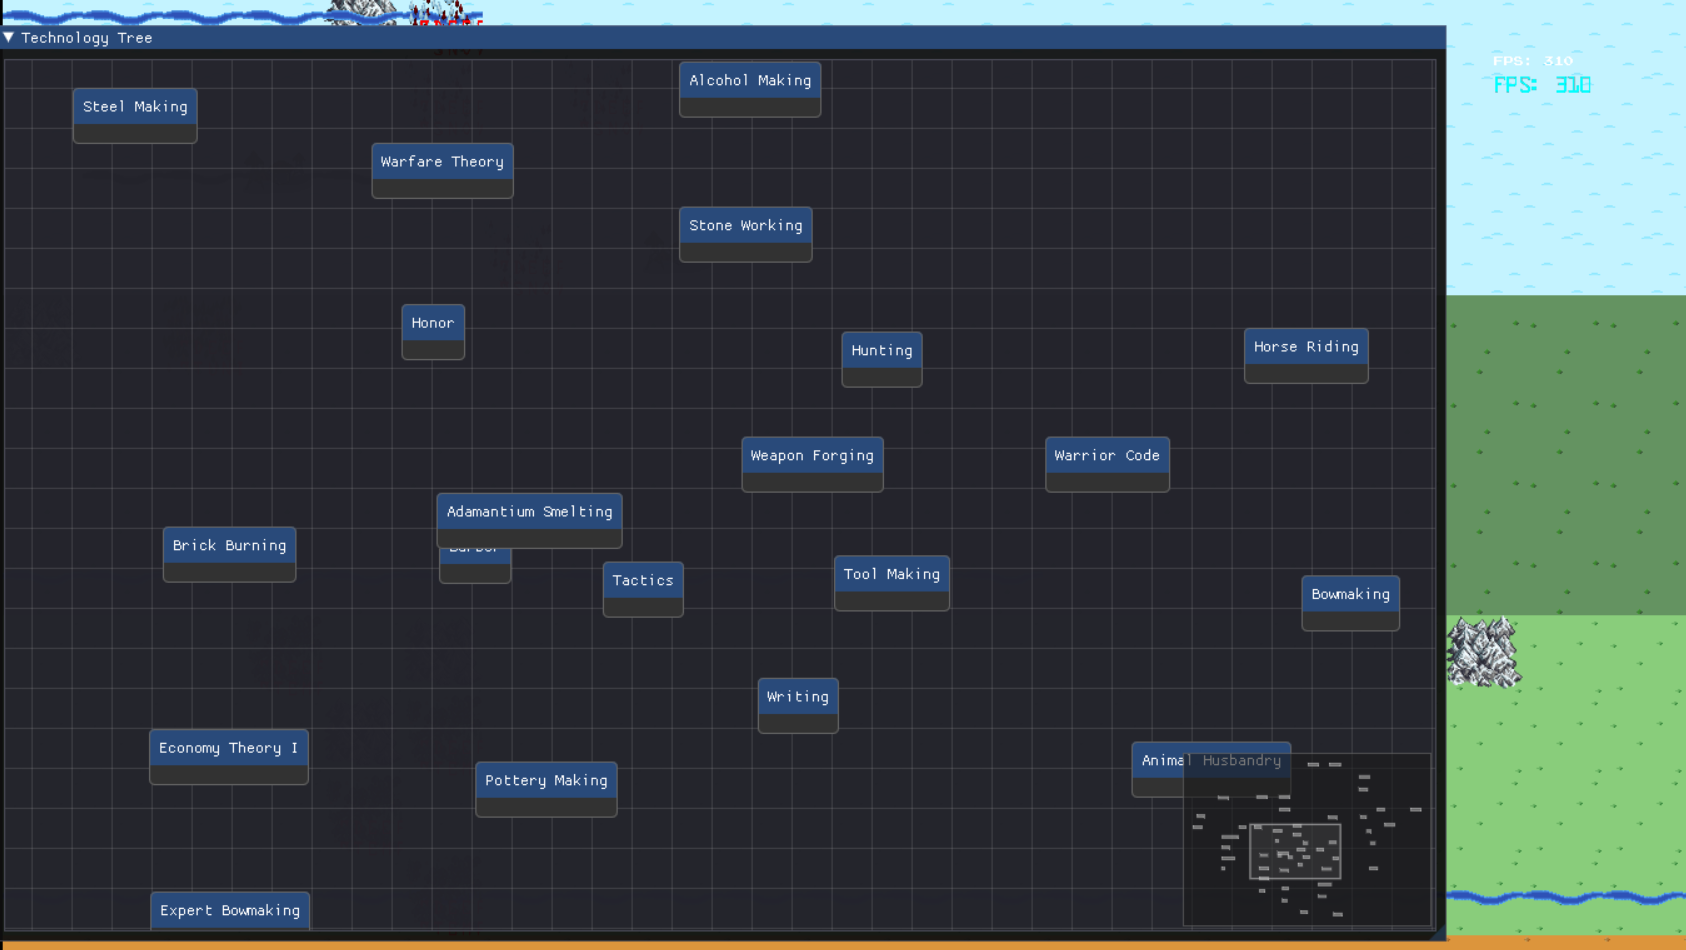 Technology Tree
FPS: 310
FPS: 310
Alcohol Making
Steel Making
Warfare Theory
Stone Working
Honor
Hunting
Horse Riding
Weapon Forging
Warrior Code
Adamantium Smelting
Brick Burning
Tactics
Tool Making
Bowmaking
Writing
Economy Theory I
Pottery Making
Animal Husbandry
Expert Bowmaking